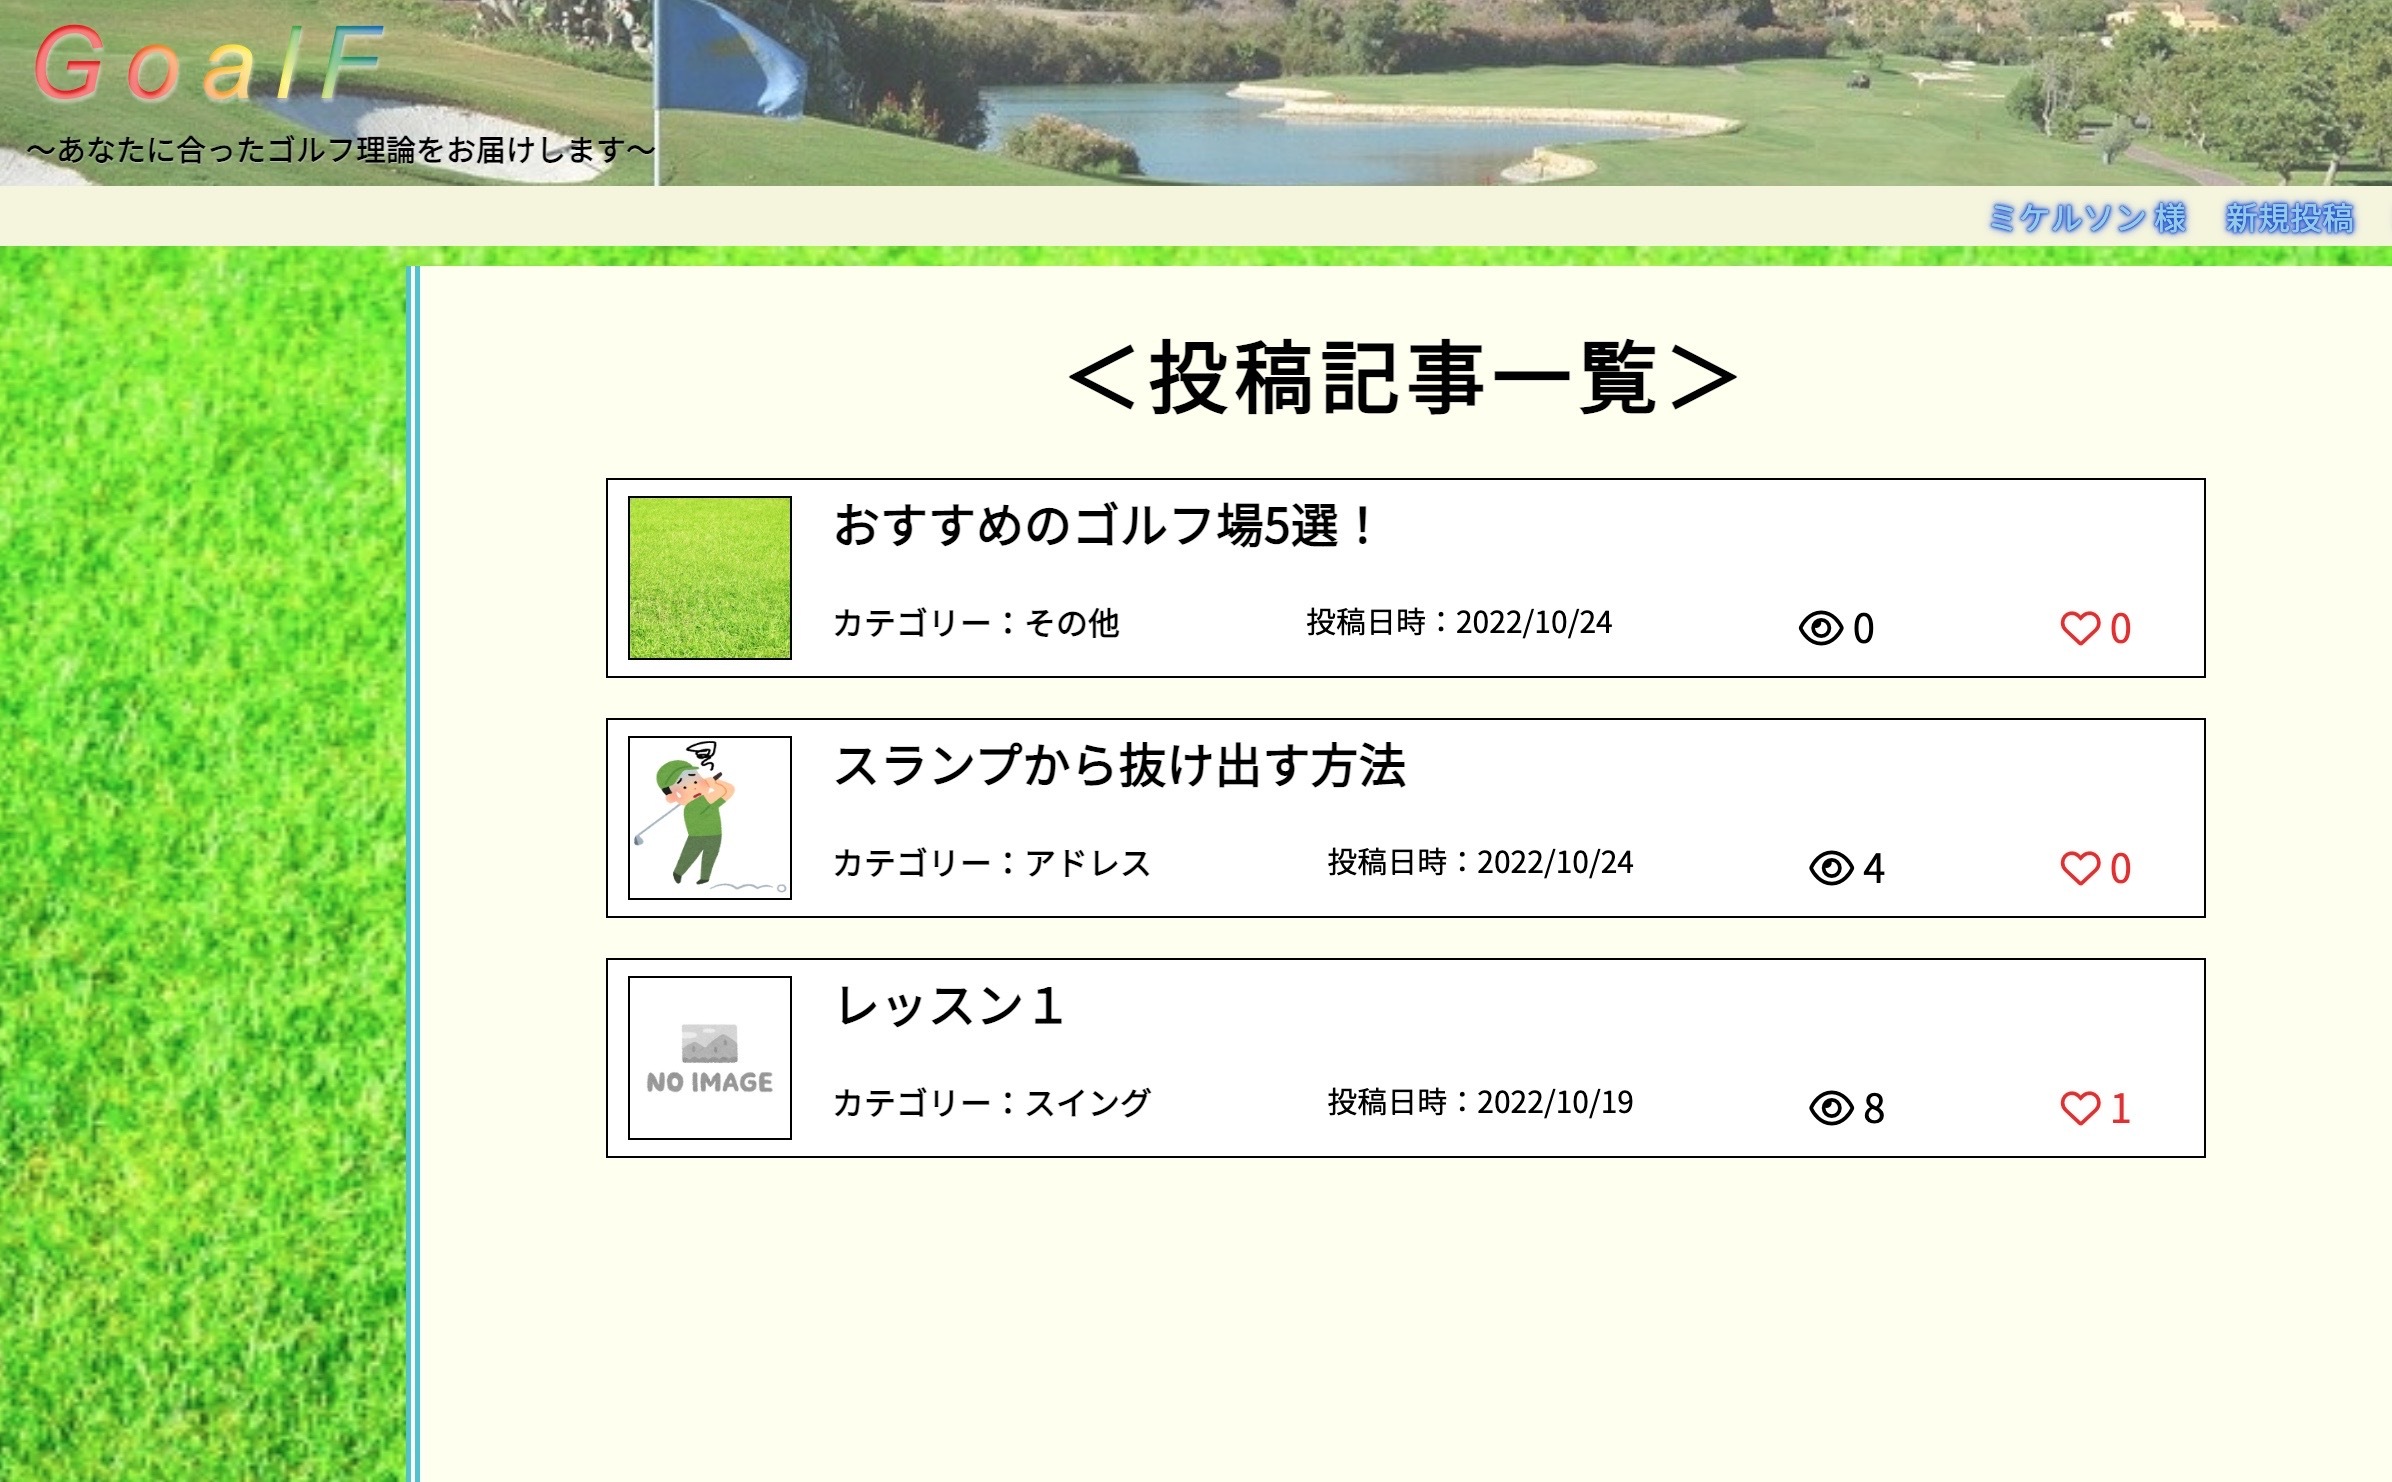 GoalF
〜あなたに合ったゴルフ理論をお届けします〜
ミケルソン 様 新規投稿
＜投稿記事一覧＞
おすすめのゴルフ場5選！
カテゴリー：その他 投稿日時：2022/10/24 0 0
スランプから抜け出す方法
カテゴリー：アドレス 投稿日時：2022/10/24 4 0
レッスン１
NO IMAGE
カテゴリー：スイング 投稿日時：2022/10/19 8 1